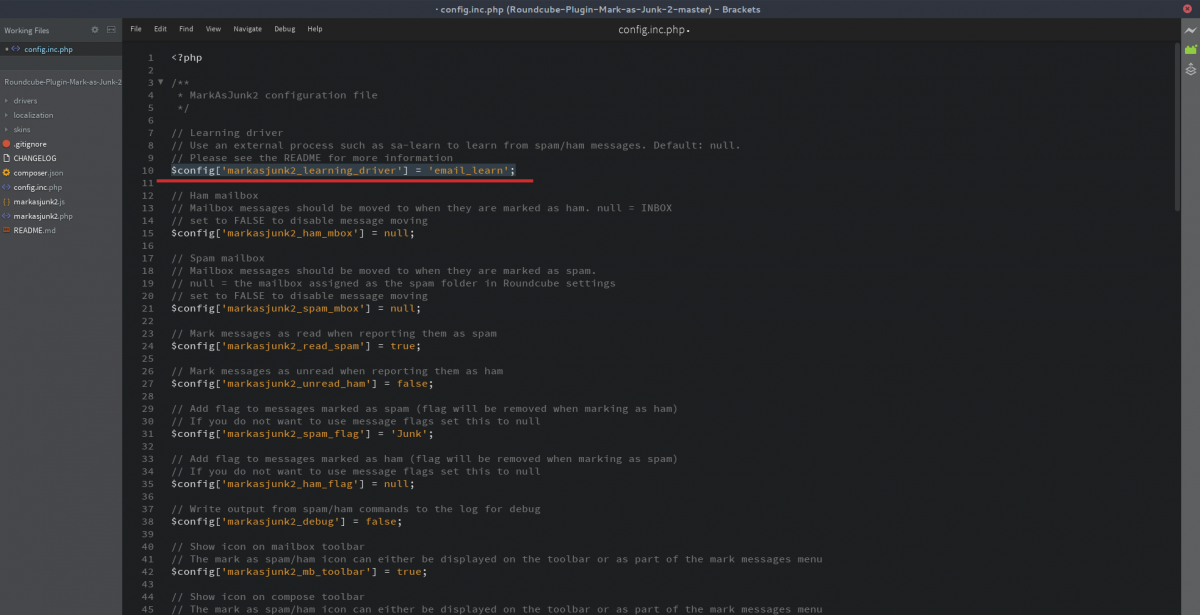 · config.inc.php (Roundcube-Plugin-Mark-as-Junk-2-master) - Brackets
Working Files
File Edit Find View Navigate Debug Help
config.inc.php•
• config.inc.php
Roundcube-Plugin-Mark-as-Junk-2
drivers
localization
skins
.gitignore
CHANGELOG
composer.json
config.inc.php
markasjunk2.js
markasjunk2.php
README.md
1 <?php
2
3 /**
4 * MarkAsJunk2 configuration file
5 */
6
7 // Learning driver
8 // Use an external process such as sa-learn to learn from spam/ham messages. Default: null.
9 // Please see the README for more information
10 $config['markasjunk2_learning_driver'] = 'email_learn';
11
12 // Ham mailbox
13 // Mailbox messages should be moved to when they are marked as ham. null = INBOX
14 // set to FALSE to disable message moving
15 $config['markasjunk2_ham_mbox'] = null;
16
17 // Spam mailbox
18 // Mailbox messages should be moved to when they are marked as spam.
19 // null = the mailbox assigned as the spam folder in Roundcube settings
20 // set to FALSE to disable message moving
21 $config['markasjunk2_spam_mbox'] = null;
22
23 // Mark messages as read when reporting them as spam
24 $config['markasjunk2_read_spam'] = true;
25
26 // Mark messages as unread when reporting them as ham
27 $config['markasjunk2_unread_ham'] = false;
28
29 // Add flag to messages marked as spam (flag will be removed when marking as ham)
30 // If you do not want to use message flags set this to null
31 $config['markasjunk2_spam_flag'] = 'Junk';
32
33 // Add flag to messages marked as ham (flag will be removed when marking as spam)
34 // If you do not want to use message flags set this to null
35 $config['markasjunk2_ham_flag'] = null;
36
37 // Write output from spam/ham commands to the log for debug
38 $config['markasjunk2_debug'] = false;
39
40 // Show icon on mailbox toolbar
41 // The mark as spam/ham icon can either be displayed on the toolbar or as part of the mark messages menu
42 $config['markasjunk2_mb_toolbar'] = true;
43
44 // Show icon on compose toolbar
45 // The mark as spam/ham icon can either be displayed on the toolbar or as part of the mark messages menu